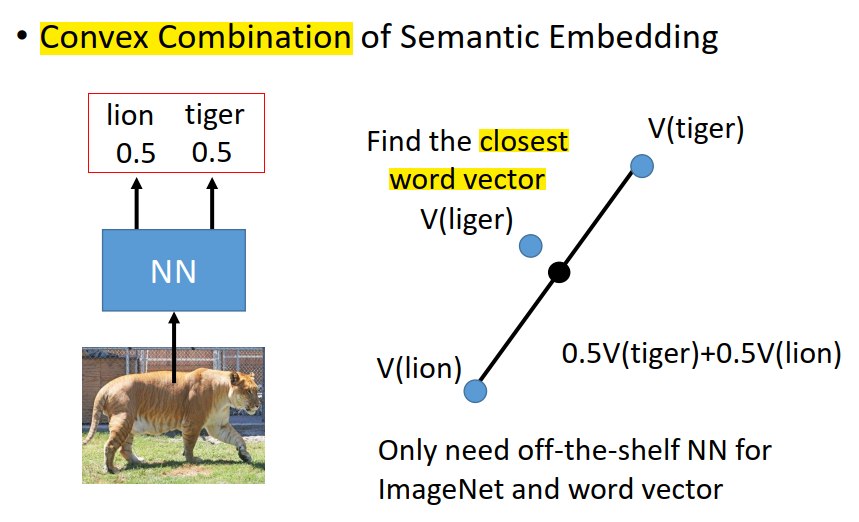 • Convex Combination of Semantic Embedding
lion tiger
0.5 0.5
NN
Find the closest
word vector
V(tiger)
V(liger)
V(lion)
0.5V(tiger)+0.5V(lion)
Only need off-the-shelf NN for
ImageNet and word vector